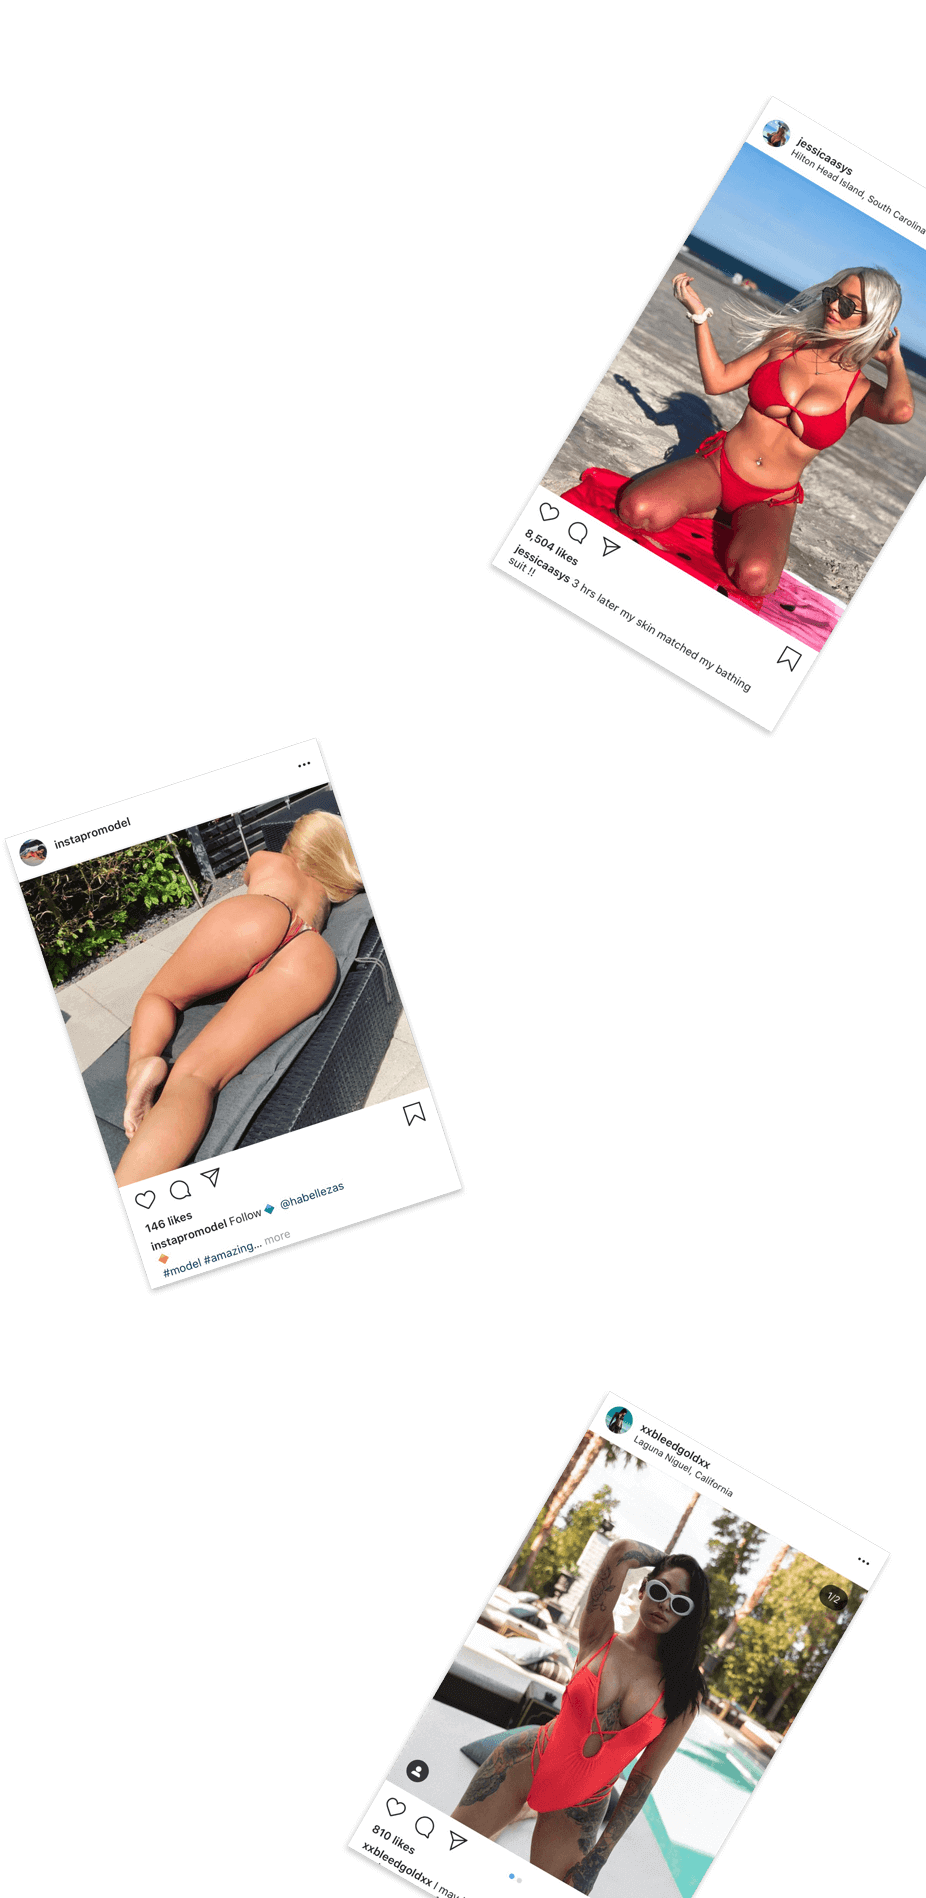 jessicaasys
Hilton Head Island, South Carolina
8,504 likes
jessicaasys 3 hrs later my skin matched my bathing
suit !!
instapromodel
146 likes
instapromodel Follow @habellezas
#model #amazing... more
xxbleedgoldxx
Laguna Niguel, California
1/2
810 likes
xxbleedgoldxx I may